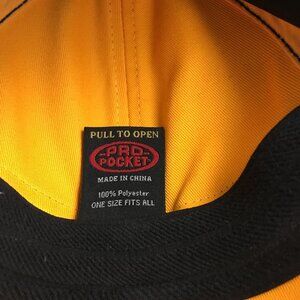 PULL TO OPEN
PRO
POCKET
MADE IN CHINA
100% Polyester
ONE SIZE FITS ALL